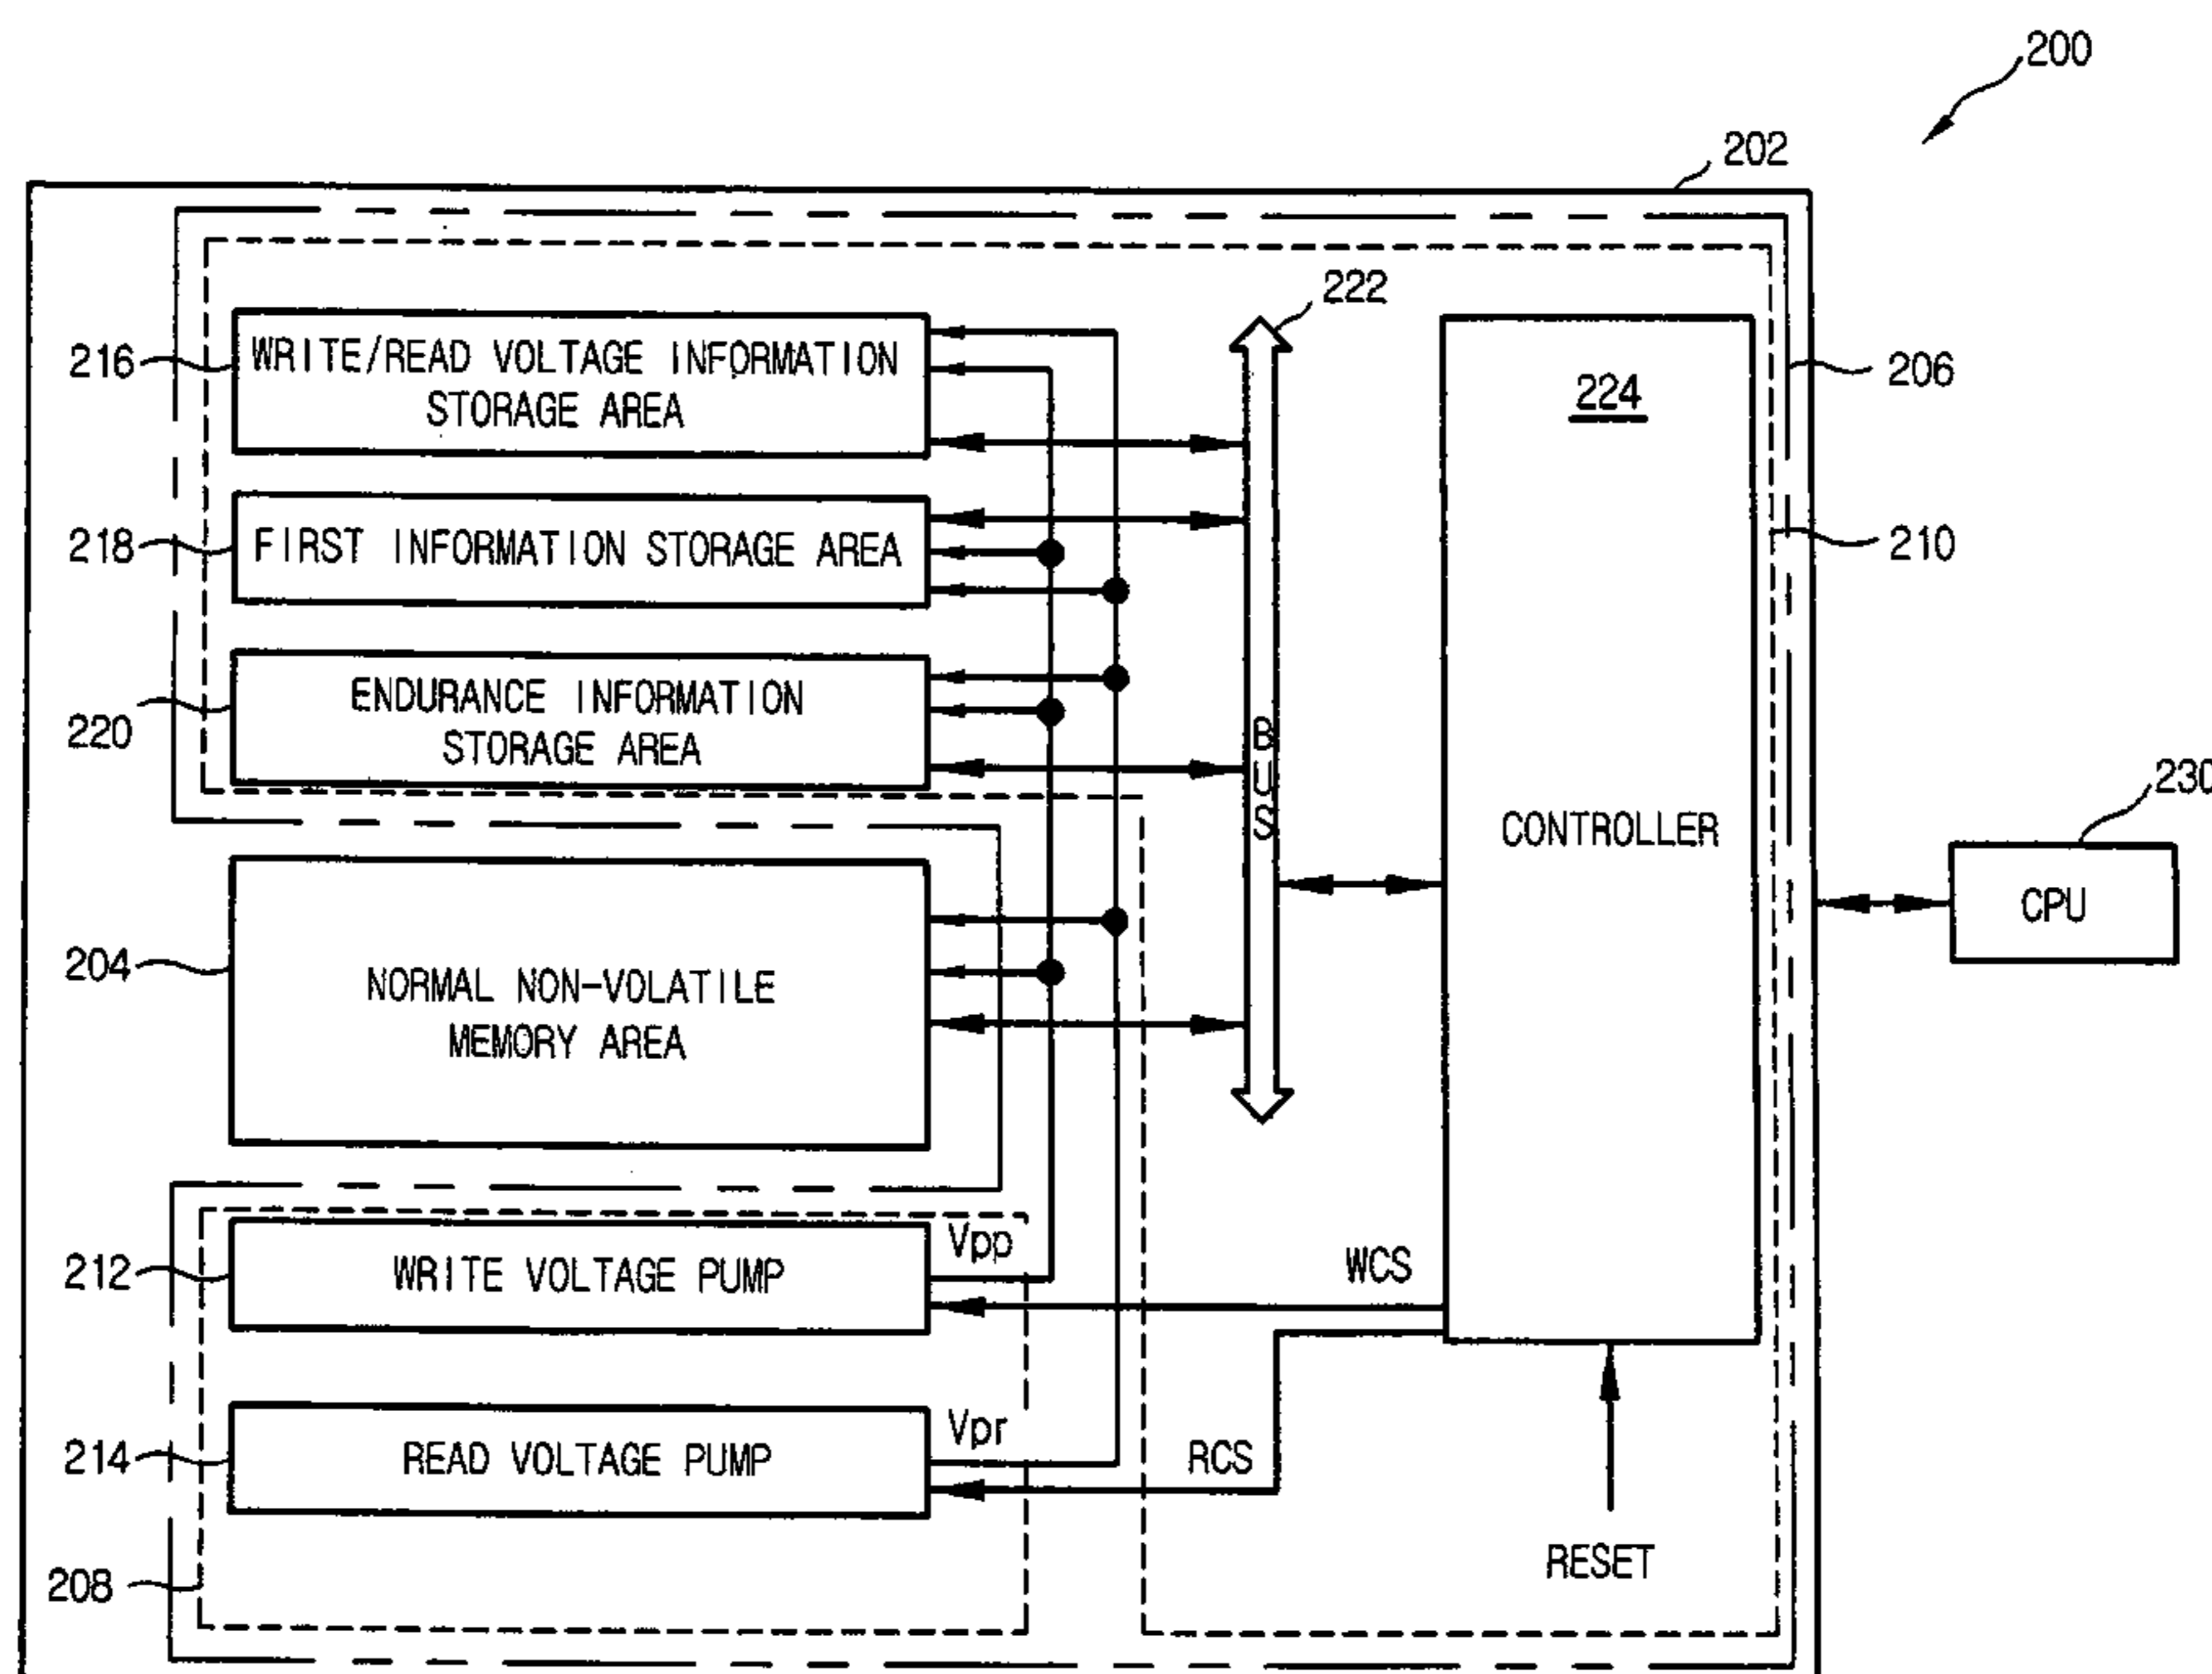 200
202
222
216
WRITE/READ VOLTAGE INFORMATION
STORAGE AREA
224
206
218
FIRST INFORMATION STORAGE AREA
210
220
ENDURANCE INFORMATION
STORAGE AREA
BUS
CONTROLLER
230
CPU
204
NORMAL NON-VOLATILE
MEMORY AREA
212
WRITE VOLTAGE PUMP
Vpp
WCS
214
READ VOLTAGE PUMP
Vpr
RCS
RESET
208